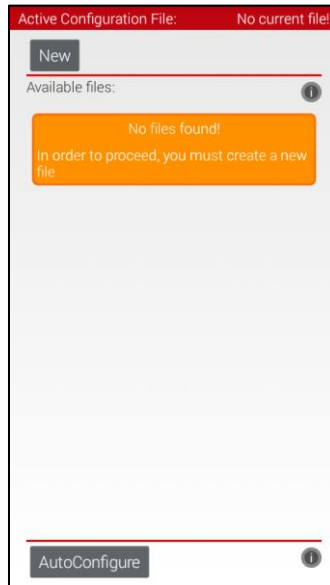 Active Configuration File: No current file!
New
Available files:
No files found!
In order to proceed, you must create a new
file
AutoConfigure